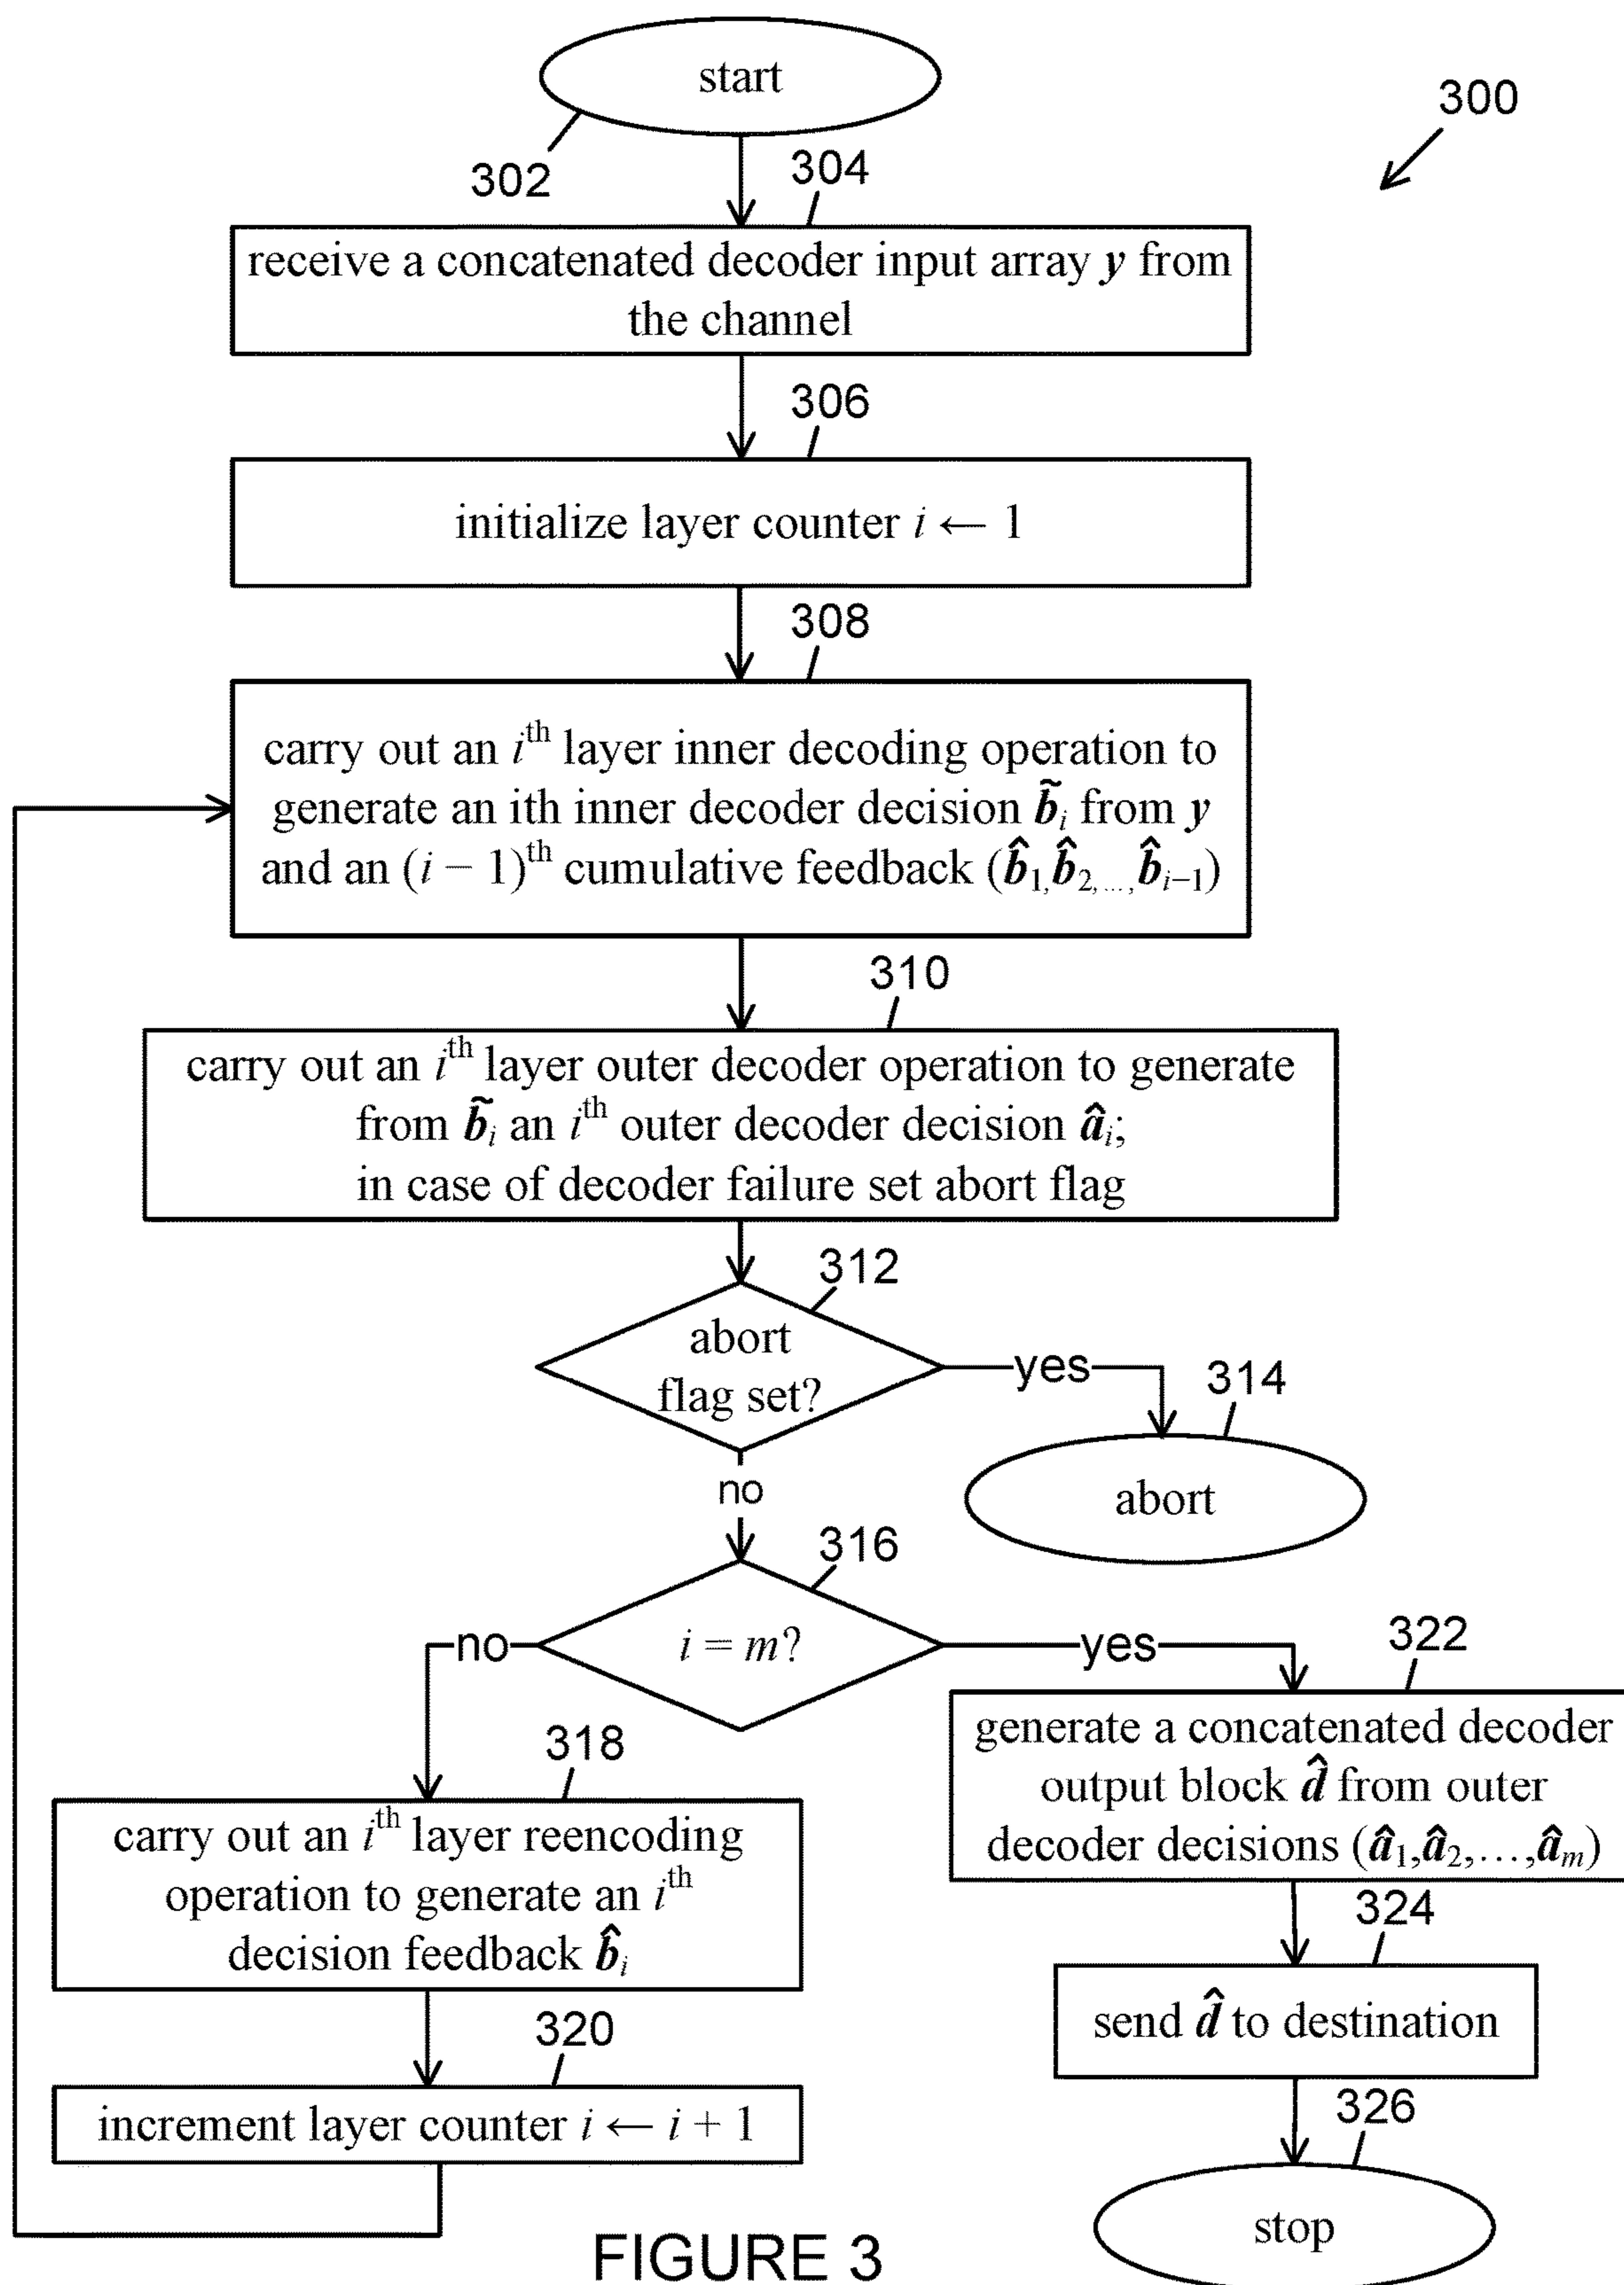 start
300
302
304
receive a concatenated decoder input array y from
the channel
306
initialize layer counter i ← 1
308
carry out an iᵗʰ layer inner decoding operation to
generate an ith inner decoder decision b̃ᵢ from y
and an (i − 1)ᵗʰ cumulative feedback (b̂₁,b̂₂,...,b̂ᵢ₋₁)
310
carry out an iᵗʰ layer outer decoder operation to generate
from b̃ᵢ an iᵗʰ outer decoder decision âᵢ;
in case of decoder failure set abort flag
312
abort
flag set?
yes
314
abort
no
316
i = m?
no
yes
318
carry out an iᵗʰ layer reencoding
operation to generate an iᵗʰ
decision feedback b̂ᵢ
320
increment layer counter i ← i + 1
322
generate a concatenated decoder
output block d̂ from outer
decoder decisions (â₁,â₂,…,âₘ)
324
send d̂ to destination
326
stop
FIGURE 3